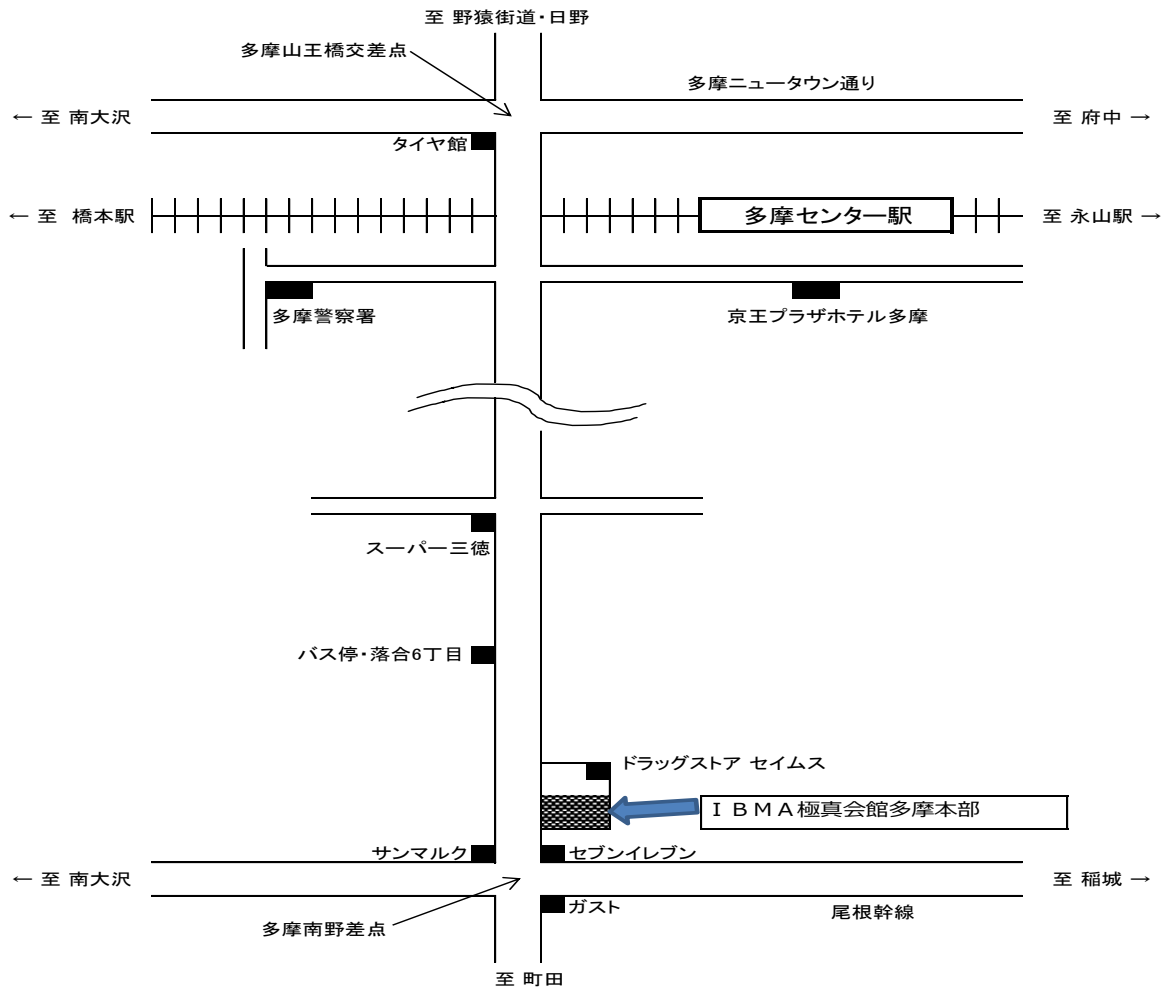 至 野猿街道・日野
多摩山王橋交差点
多摩ニュータウン通り
← 至 南大沢
至 府中 →
タイヤ館
← 至 橋本駅
多摩センター駅
至 永山駅 →
多摩警察署
京王プラザホテル多摩
スーパー三徳
バス停・落合6丁目
ドラッグストア セイムス
ＩＢＭＡ極真会館多摩本部
サンマルク
セブンイレブン
← 至 南大沢
至 稲城 →
ガスト
尾根幹線
多摩南野差点
至 町田